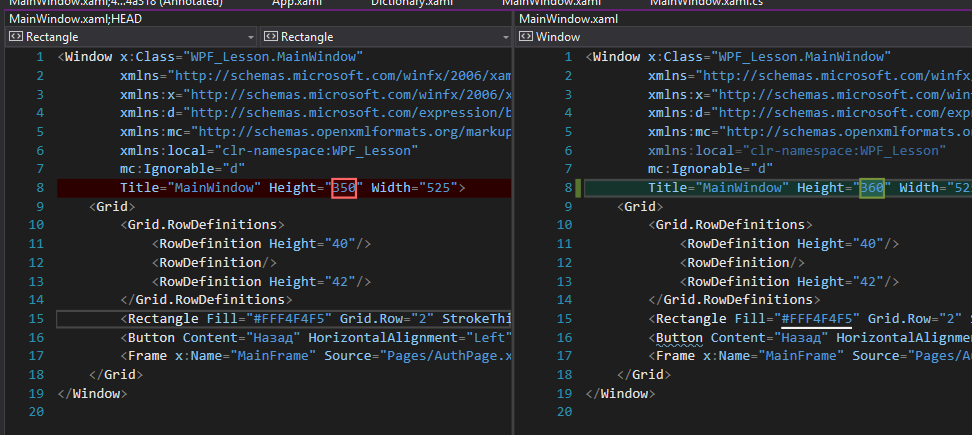 MainWindow.xaml;4...4a318 (Annotated) App.xaml Dictionary.xaml MainWindow.xaml MainWindow.xaml.cs
MainWindow.xaml;HEAD
Rectangle Rectangle
1 <Window x:Class="WPF_Lesson.MainWindow"
2 xmlns="http://schemas.microsoft.com/winfx/2006/xam
3 xmlns:x="http://schemas.microsoft.com/winfx/2006/x
4 xmlns:d="http://schemas.microsoft.com/expression/b
5 xmlns:mc="http://schemas.openxmlformats.org/markup
6 xmlns:local="clr-namespace:WPF_Lesson"
7 mc:Ignorable="d"
8 Title="MainWindow" Height="350" Width="525">
9 <Grid>
10 <Grid.RowDefinitions>
11 <RowDefinition Height="40"/>
12 <RowDefinition/>
13 <RowDefinition Height="42"/>
14 </Grid.RowDefinitions>
15 <Rectangle Fill="#FFF4F4F5" Grid.Row="2" StrokeThi
16 <Button Content="Назад" HorizontalAlignment="Left"
17 <Frame x:Name="MainFrame" Source="Pages/AuthPage.x
18 </Grid>
19 </Window>
20
MainWindow.xaml
Window
1 <Window x:Class="WPF_Lesson.MainWindow"
2 xmlns="http://schemas.microsoft.com/winfx/
3 xmlns:x="http://schemas.microsoft.com/winf
4 xmlns:d="http://schemas.microsoft.com/expr
5 xmlns:mc="http://schemas.openxmlformats.or
6 xmlns:local="clr-namespace:WPF_Lesson"
7 mc:Ignorable="d"
8 Title="MainWindow" Height="360" Width="52
9 <Grid>
10 <Grid.RowDefinitions>
11 <RowDefinition Height="40"/>
12 <RowDefinition/>
13 <RowDefinition Height="42"/>
14 </Grid.RowDefinitions>
15 <Rectangle Fill="#FFF4F4F5" Grid.Row="2"
16 <Button Content="Назад" HorizontalAlignmen
17 <Frame x:Name="MainFrame" Source="Pages/Au
18 </Grid>
19 </Window>
20